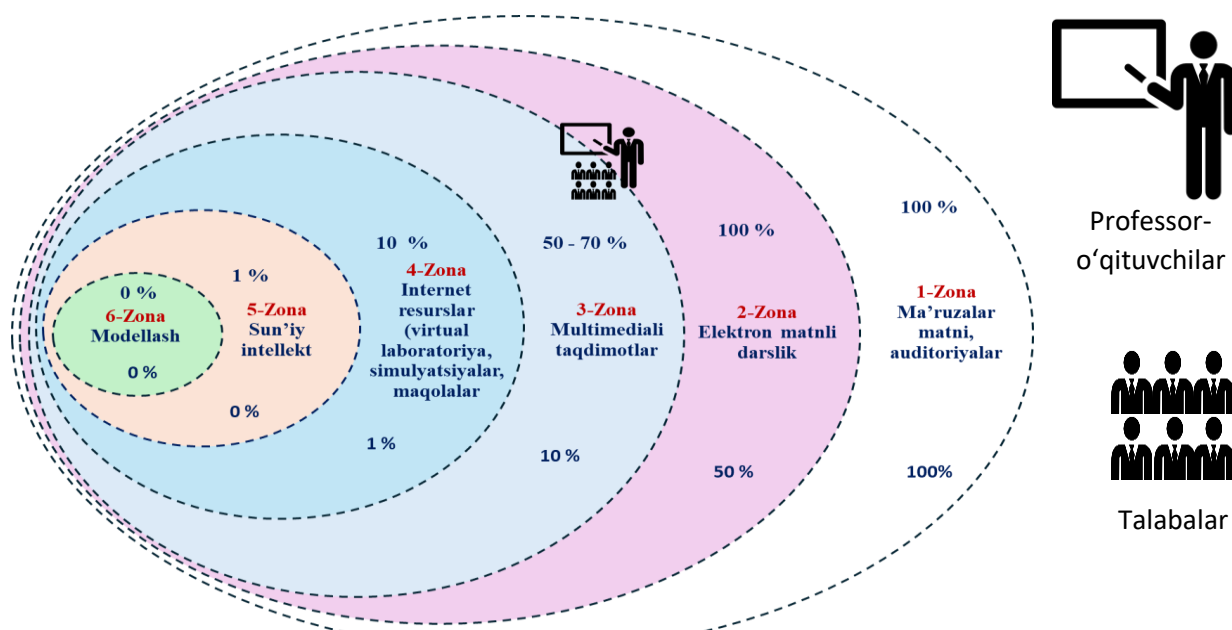 0 %
6-Zona
Modellash
0 %
1 %
5-Zona
Sun’iy
intellekt
0 %
10 %
4-Zona
Internet
resurslar
(virtual
laboratoriya,
simulyatsiyalar,
maqolalar
1 %
50 - 70 %
3-Zona
Multimediali
taqdimotlar
10 %
100 %
2-Zona
Elektron matnli
darslik
50 %
100 %
1-Zona
Ma’ruzalar
matni,
auditoriyalar
100%
Professor-
o‘qituvchilar
Talabalar